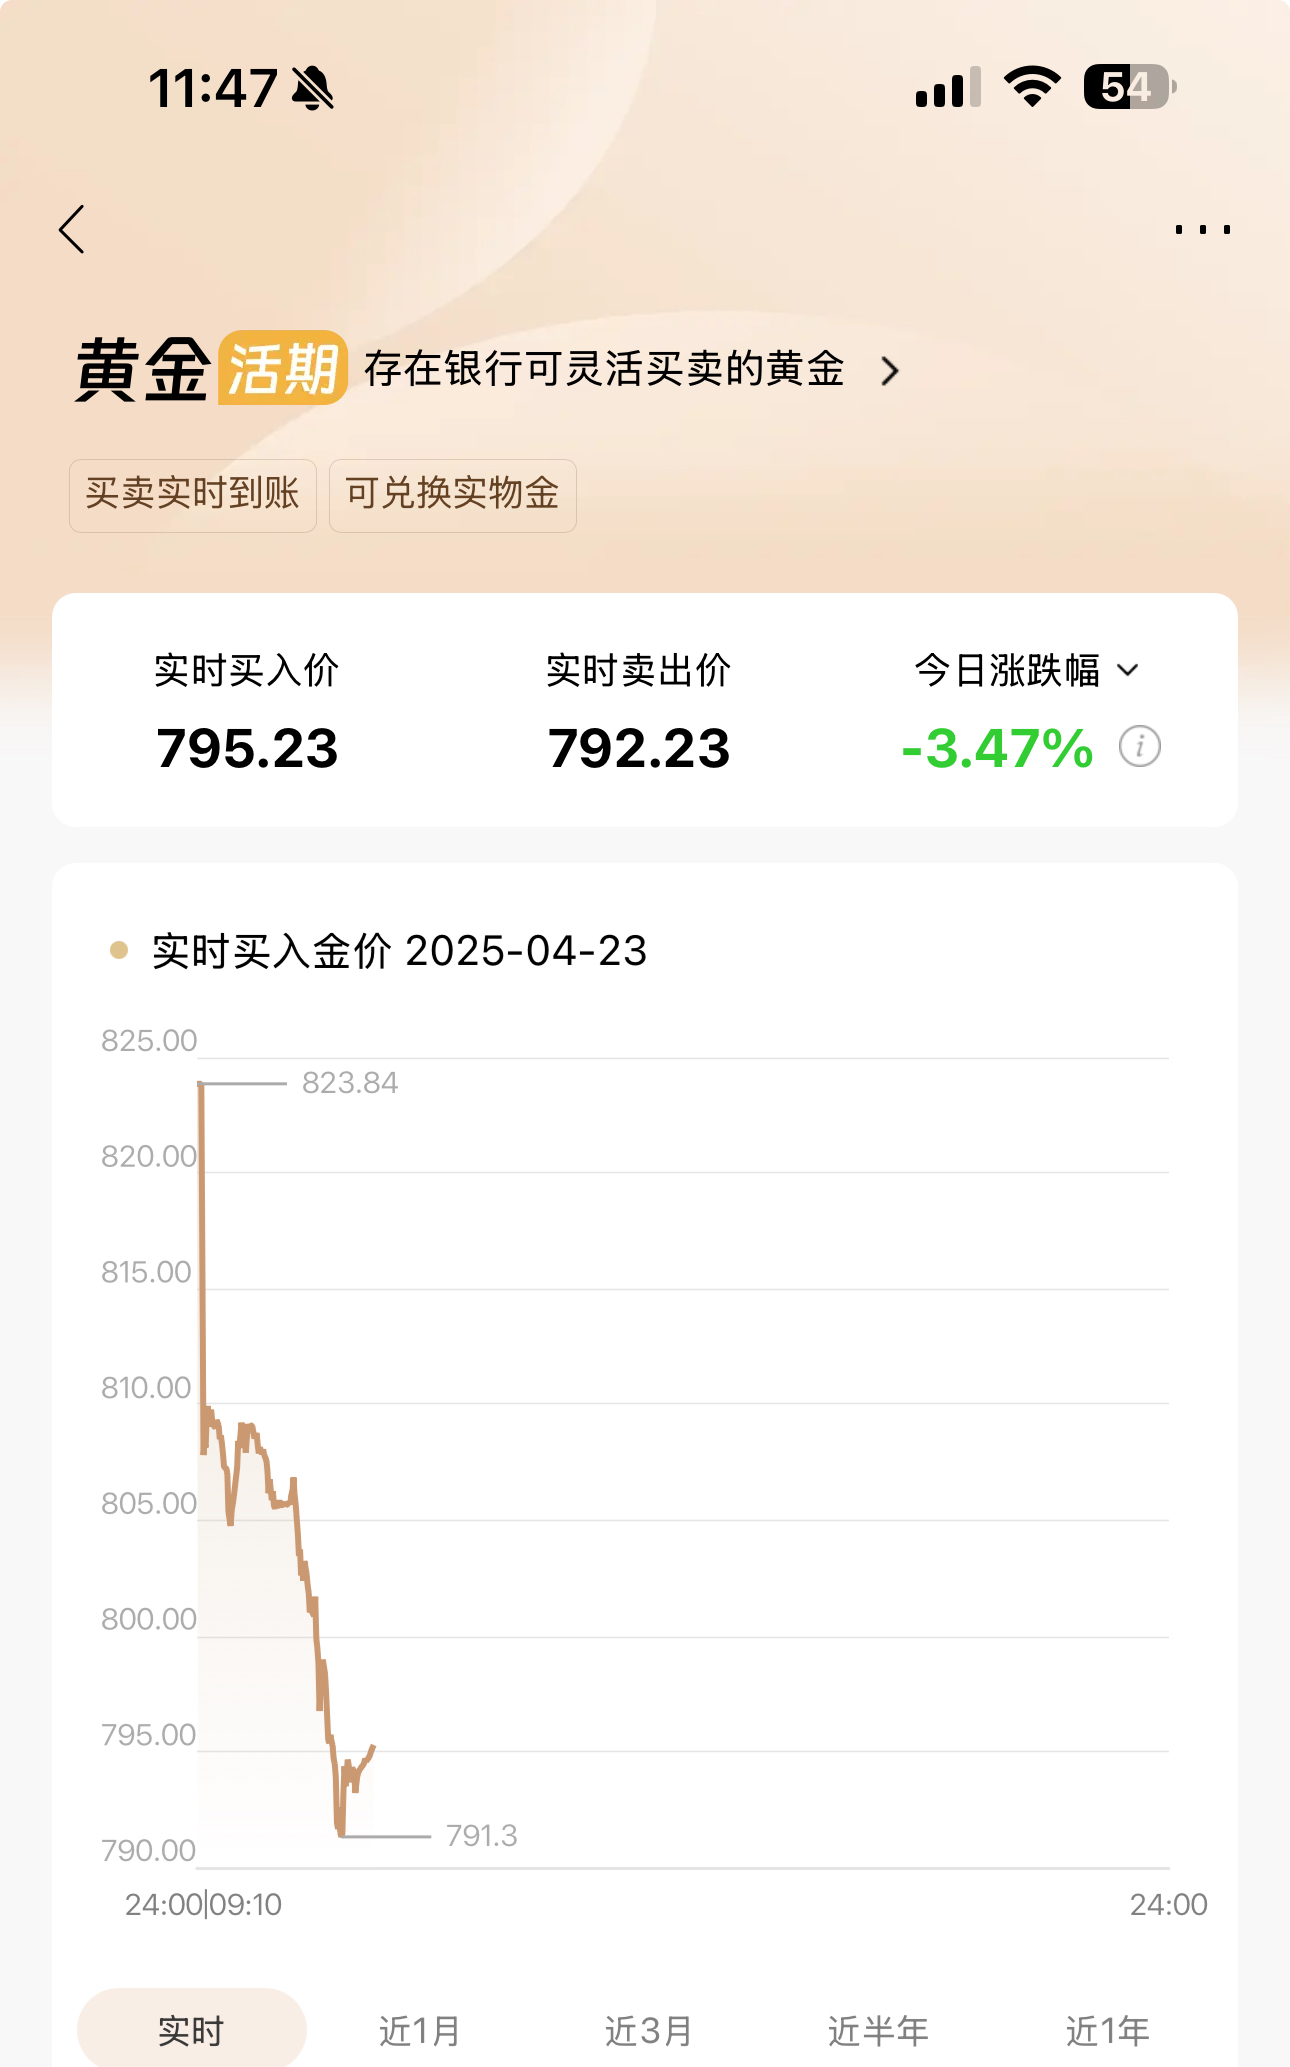 11:47
54
黄金 活期 存在银行可灵活买卖的黄金
买卖实时到账 可兑换实物金
实时买入价 实时卖出价 今日涨跌幅
795.23 792.23 -3.47%
实时买入金价 2025-04-23
825.00
823.84
820.00
815.00
810.00
805.00
800.00
795.00
791.3
790.00
24:00|09:10 24:00
实时 近1月 近3月 近半年 近1年